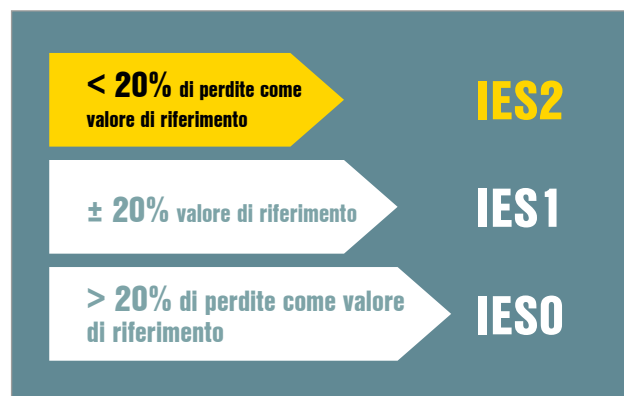 < 20% di perdite come
valore di riferimento
IES2
± 20% valore di riferimento
IES1
> 20% di perdite come valore
di riferimento
IES0